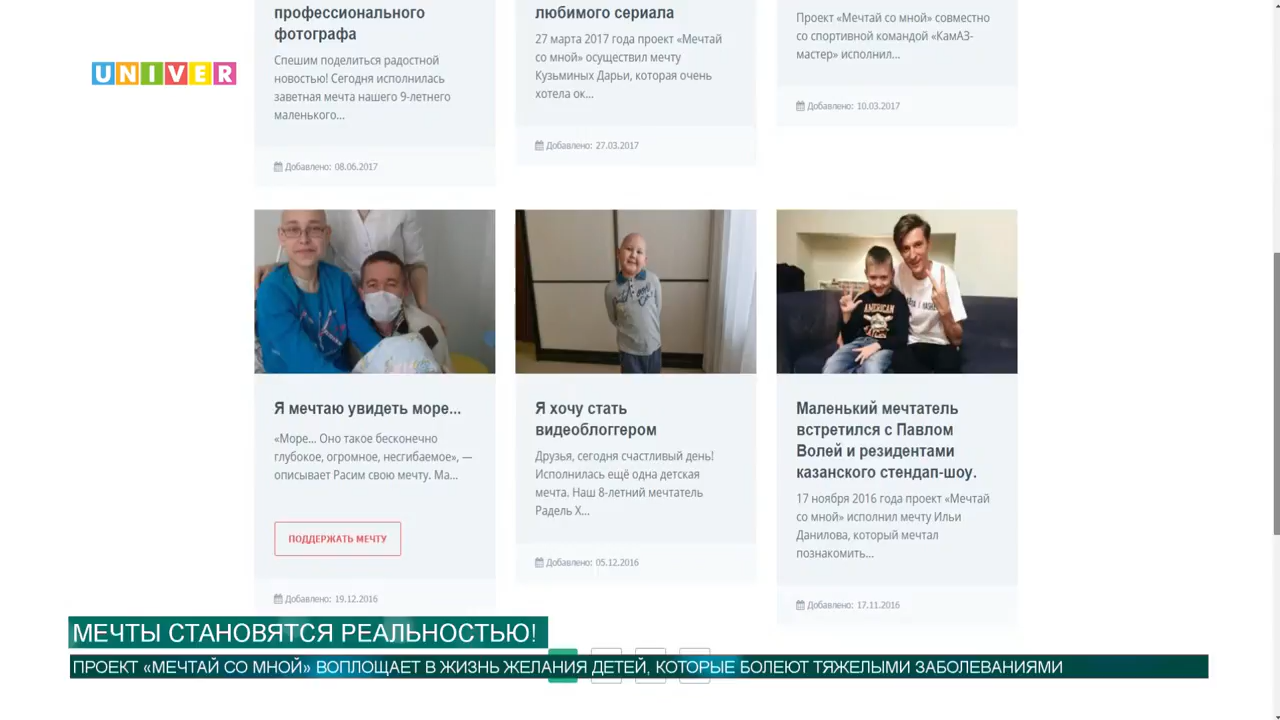 профессионального
фотографа
Спешим поделиться радостной
новостью! Сегодня исполнилась
заветная мечта нашего 9-летнего
маленького...
Добавлено: 08.06.2017
любимого сериала
27 марта 2017 года проект «Мечтай
со мной» осуществил мечту
Кузьминых Дарьи, которая очень
хотела ок...
Добавлено: 27.03.2017
Проект «Мечтай со мной» совместно
со спортивной командой «КамАЗ-
мастер» исполнил...
Добавлено: 10.03.2017
UNIVER
Я мечтаю увидеть море...
«Море... Оно такое бесконечно
глубокое, огромное, несгибаемое», —
описывает Расим свою мечту. Ма...
ПОДДЕРЖАТЬ МЕЧТУ
Добавлено: 19.12.2016
Я хочу стать
видеоблоггером
Друзья, сегодня счастливый день!
Исполнилась ещё одна детская
мечта. Наш 8-летний мечтатель
Радель Х...
Добавлено: 05.12.2016
AMERICAN
Маленький мечтатель
встретился с Павлом
Волей и резидентами
казанского стендап-шоу.
17 ноября 2016 года проект «Мечтай
со мной» исполнил мечту Ильи
Данилова, который мечтал
познакомить...
Добавлено: 17.11.2016
МЕЧТЫ СТАНОВЯТСЯ РЕАЛЬНОСТЬЮ!
ПРОЕКТ «МЕЧТАЙ СО МНОЙ» ВОПЛОЩАЕТ В ЖИЗНЬ ЖЕЛАНИЯ ДЕТЕЙ, КОТОРЫЕ БОЛЕЮТ ТЯЖЕЛЫМИ ЗАБОЛЕВАНИЯМИ